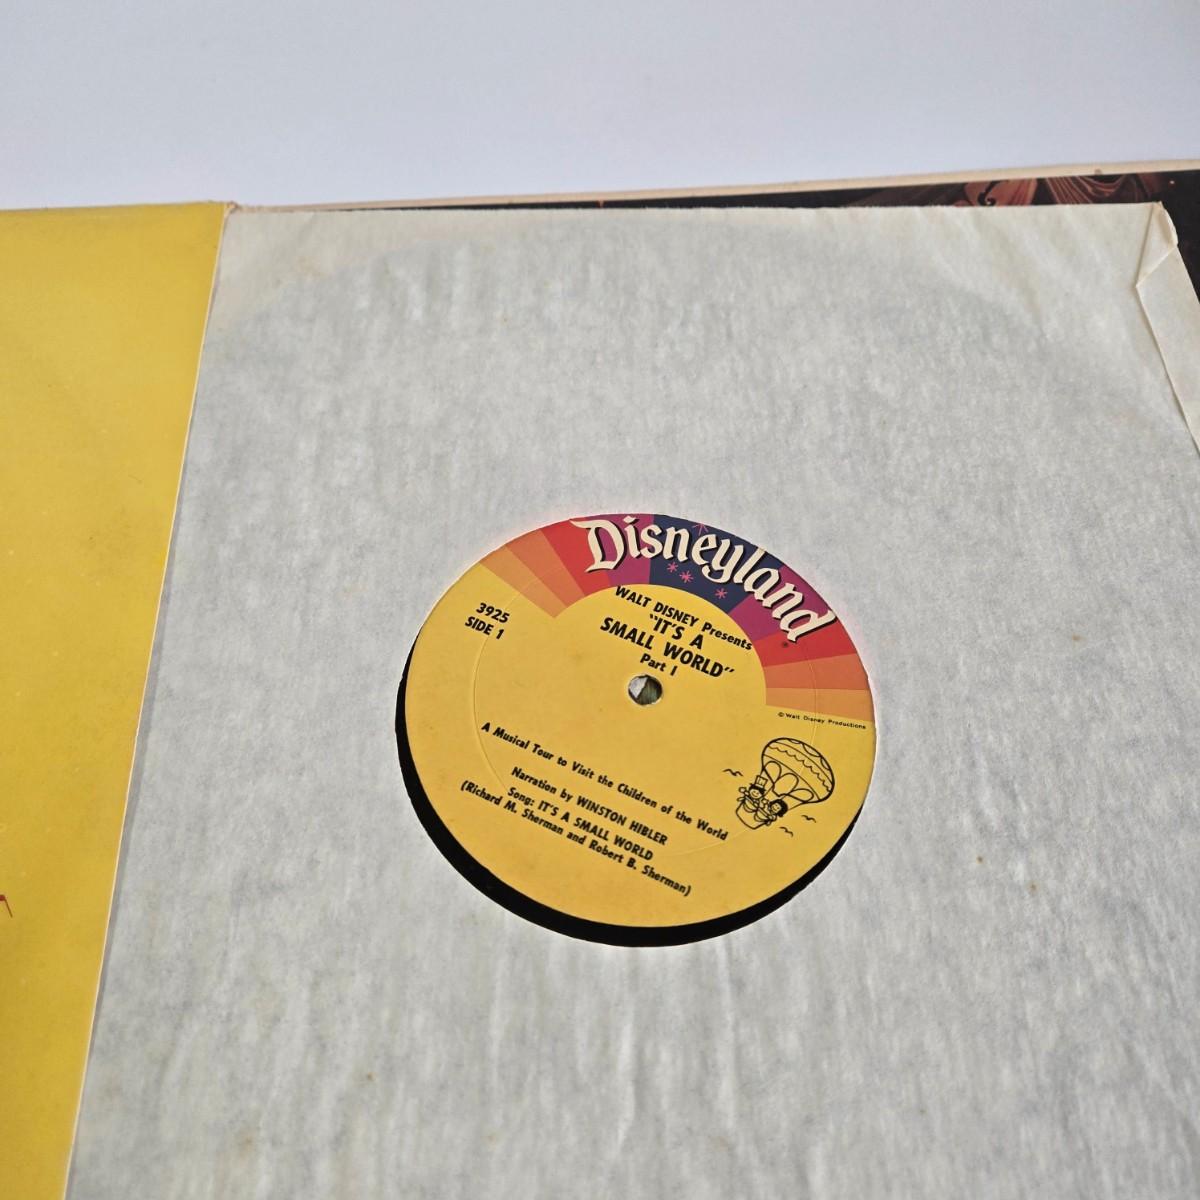 Disneyland
3925
SIDE 1
WALT DISNEY Presents
"IT'S A
SMALL WORLD"
Part 1
© Walt Disney Productions
A Musical Tour to Visit the Children of the World
Narration by WINSTON HIBLER
Song: IT'S A SMALL WORLD
(Richard M. Sherman and Robert B. Sherman)